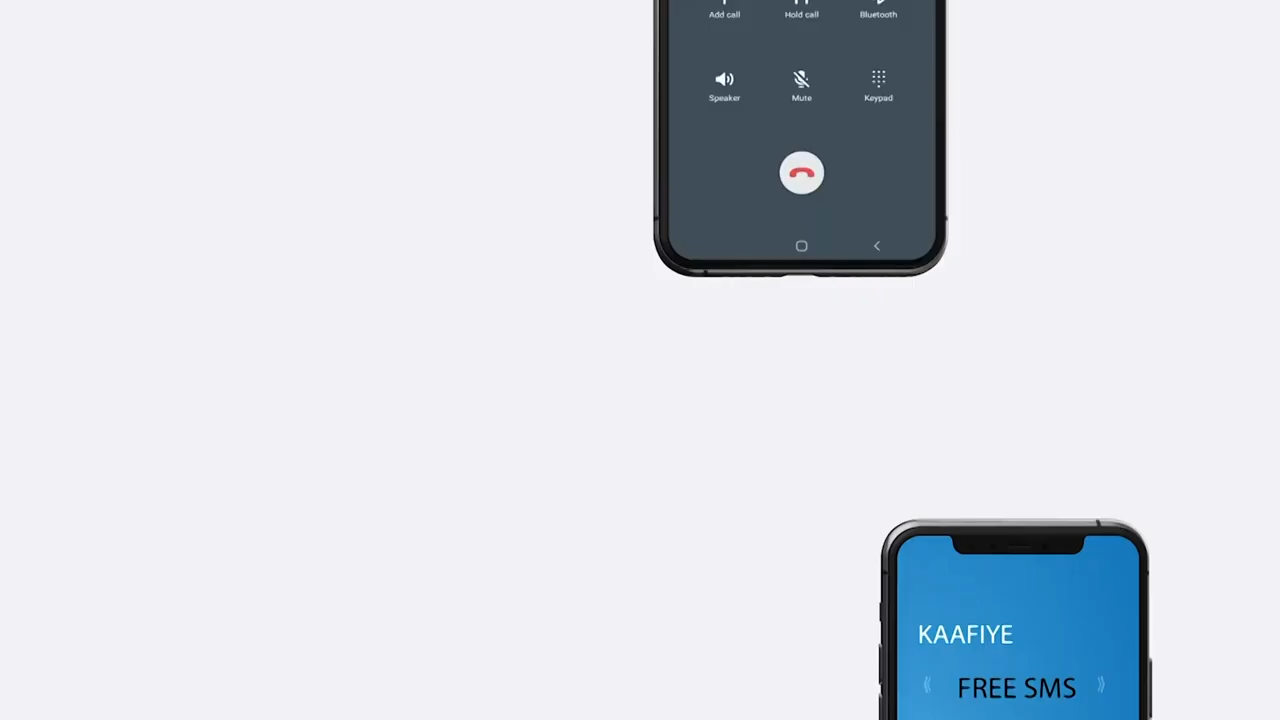 Add call Hold call Bluetooth
Speaker Mute Keypad
KAAFIYE
FREE SMS